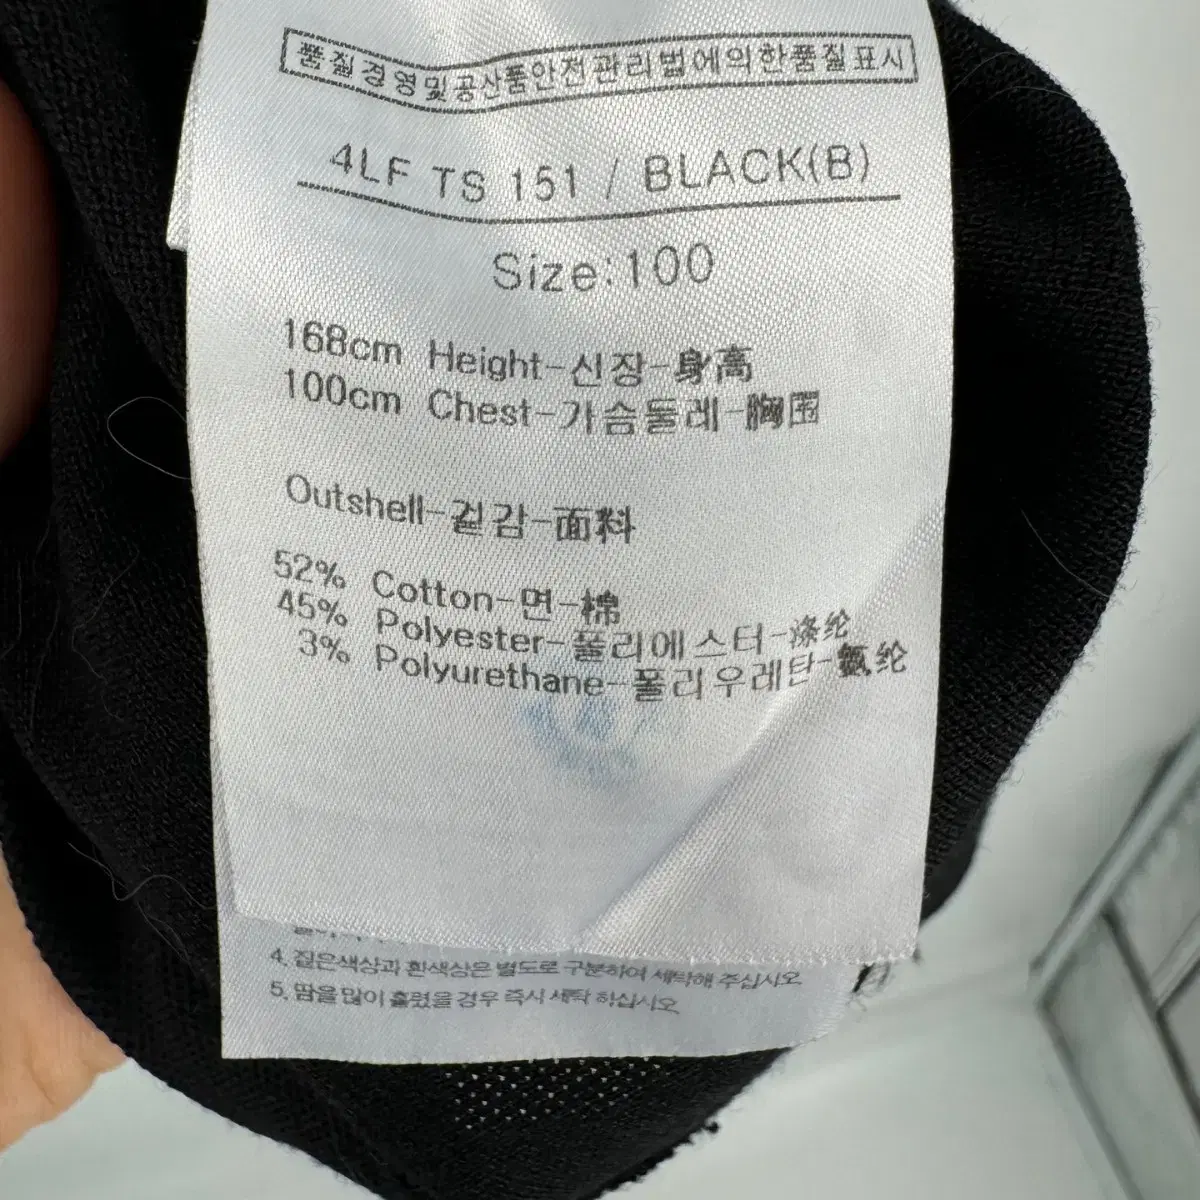 품질경영및공산품안전관리법에의한품질표시
4LF TS 151 / BLACK(B)
Size:100
168cm Height-신장-身高
100cm Chest-가슴둘레-胸围
Outshell-겉감-面料
52% Cotton-면-棉
45% Polyester-폴리에스터-涤纶
3% Polyurethane-폴리우레탄-氨纶
4. 짙은색상과 흰색상은 별도로 구분하여 세탁해 주십시오
5. 땀을 많이 흘렸을 경우 즉시 세탁 하십시오